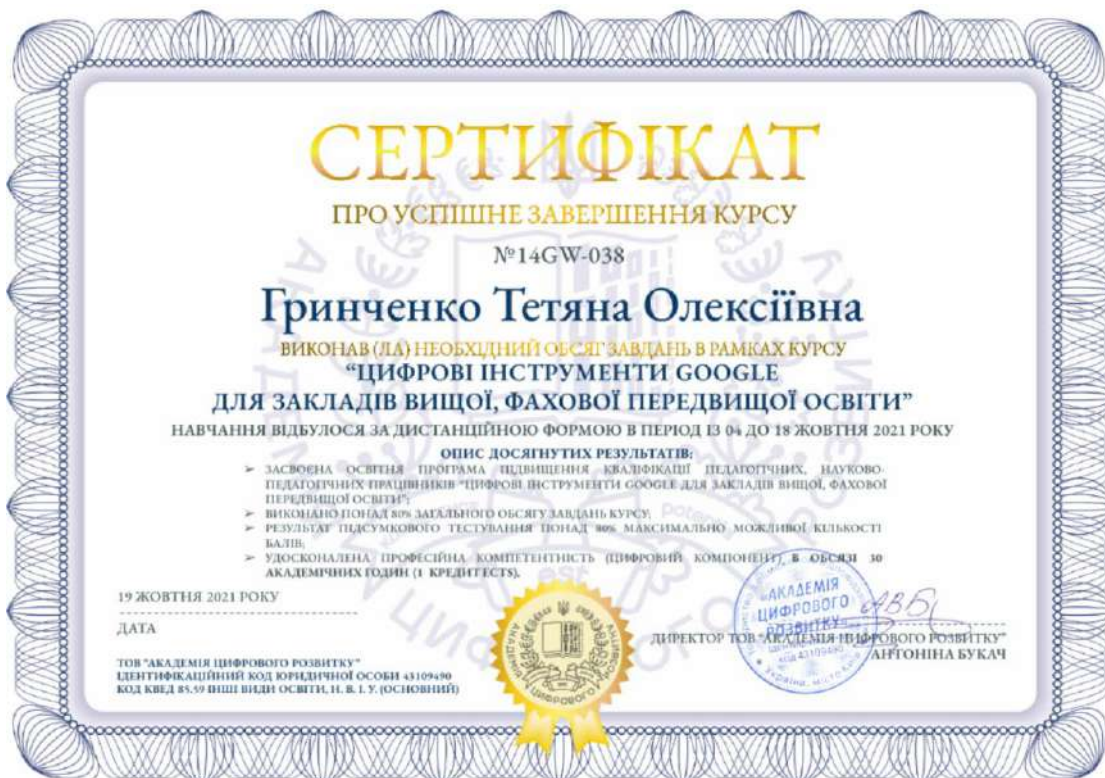 СЕРТИФІКАТ
ПРО УСПІШНЕ ЗАВЕРШЕННЯ КУРСУ
№14GW-038
Гринченко Тетяна Олексіївна
ВИКОНАВ (ЛА) НЕОБХІДНИЙ ОБСЯГ ЗАВДАНЬ В РАМКАХ КУРСУ
“ЦИФРОВІ ІНСТРУМЕНТИ GOOGLE
ДЛЯ ЗАКЛАДІВ ВИЩОЇ, ФАХОВОЇ ПЕРЕДВИЩОЇ ОСВІТИ”
НАВЧАННЯ ВІДБУЛОСЯ ЗА ДИСТАНЦІЙНОЮ ФОРМОЮ В ПЕРІОД ІЗ 04 ДО 18 ЖОВТНЯ 2021 РОКУ
ОПИС ДОСЯГНУТИХ РЕЗУЛЬТАТІВ:
➢ ЗАСВОЄНА ОСВІТНЯ ПРОГРАМА ПІДВИЩЕННЯ КВАЛІФІКАЦІЇ ПЕДАГОГІЧНИХ, НАУКОВО-
ПЕДАГОГІЧНИХ ПРАЦІВНИКІВ “ЦИФРОВІ ІНСТРУМЕНТИ GOOGLE ДЛЯ ЗАКЛАДІВ ВИЩОЇ, ФАХОВОЇ
ПЕРЕДВИЩОЇ ОСВІТИ”;
➢ ВИКОНАНО ПОНАД 80% ЗАГАЛЬНОГО ОБСЯГУ ЗАВДАНЬ КУРСУ;
➢ РЕЗУЛЬТАТ ПІДСУМКОВОГО ТЕСТУВАННЯ ПОНАД 80% МАКСИМАЛЬНО МОЖЛИВОЇ КІЛЬКОСТІ
БАЛІВ;
➢ УДОСКОНАЛЕНА ПРОФЕСІЙНА КОМПЕТЕНТНІСТЬ (ЦИФРОВИЙ КОМПОНЕНТ), В ОБСЯЗІ 30
АКАДЕМІЧНИХ ГОДИН (1 КРЕДИТ ECTS).
19 ЖОВТНЯ 2021 РОКУ
ДАТА
АКАДЕМІЯ
ЦИФРОВОГО
РОЗВИТКУ
КОД 43109490
ДИРЕКТОР ТОВ “АКАДЕМІЯ ЦИФРОВОГО РОЗВИТКУ”
АНТОНІНА БУКАЧ
ТОВ “АКАДЕМІЯ ЦИФРОВОГО РОЗВИТКУ”
ІДЕНТИФІКАЦІЙНИЙ КОД ЮРИДИЧНОЇ ОСОБИ 43109490
КОД КВЕД 85.59 ІНШІ ВИДИ ОСВІТИ, Н. В. І. У. (ОСНОВНИЙ)